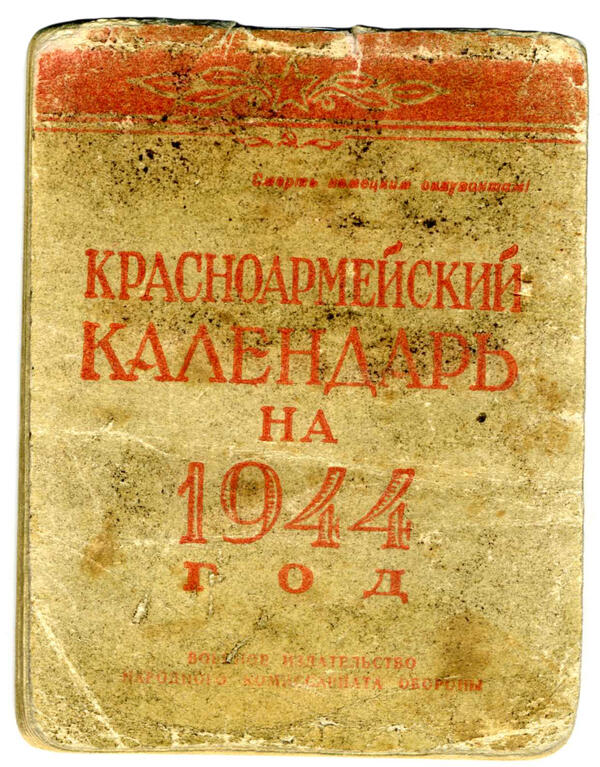 Смерть немецким оккупантам!
КРАСНОАРМЕЙСКИЙ
КАЛЕНДАРЬ
НА
1944
ГОД
ВОЕННОЕ ИЗДАТЕЛЬСТВО
НАРОДНОГО КОМИССАРИАТА ОБОРОНЫ